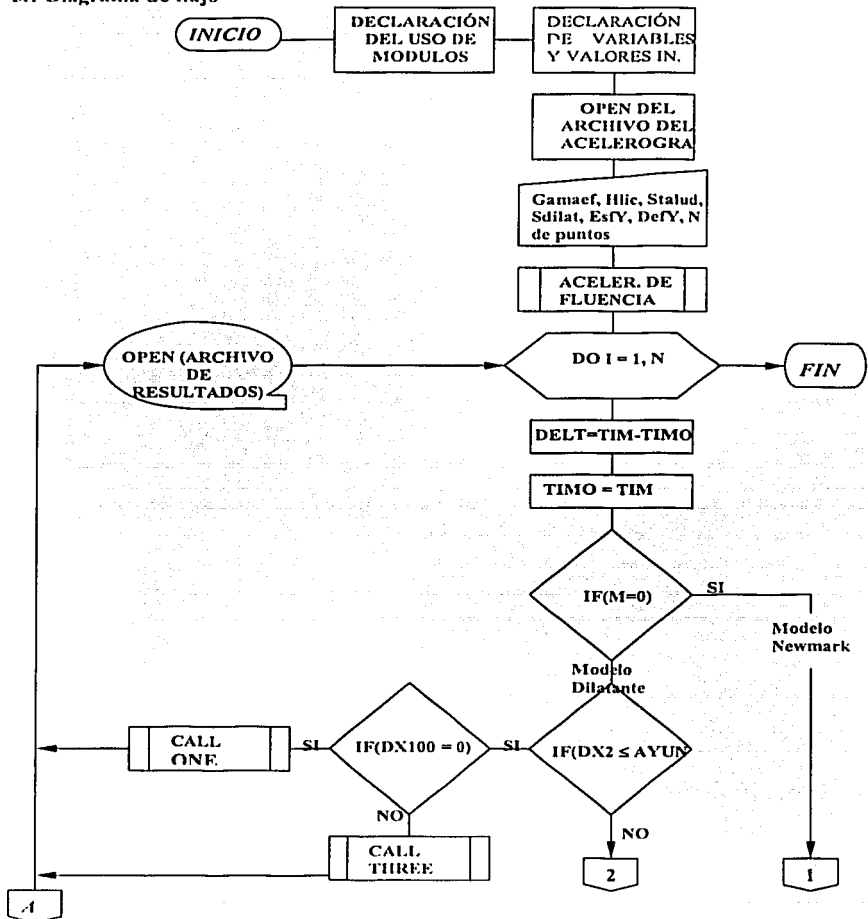 Diagrama de flujo
INICIO
DECLARACIÓN
DEL USO DE
MODULOS
DECLARACIÓN
DE VARIABLES
Y VALORES IN.
OPEN DEL
ARCHIVO DEL
ACELEROGRA
Gamaef, Hlic, Stalud,
Sdilat, EsfY, DefY, N
de puntos
ACELER. DE
FLUENCIA
OPEN (ARCHIVO
DE
RESULTADOS)
DO I = 1, N
FIN
DELT=TIM-TIMO
TIMO = TIM
IF(M=0)
SI
Modelo
Newmark
Modelo
Dilatante
CALL
ONE
SI
IF(DX100 = 0)
SI
IF(DX2 ≤ AYUN
NO
NO
CALL
THREE
2
1
A